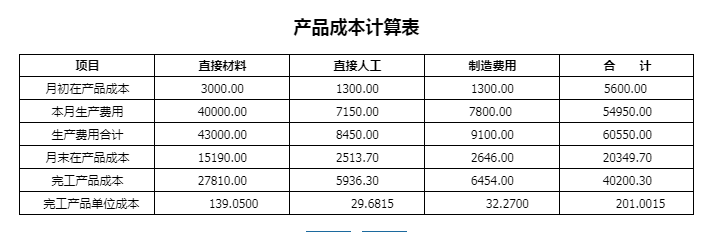 产品成本计算表
项目 直接材料 直接人工 制造费用 合 计
月初在产品成本 3000.00 1300.00 1300.00 5600.00
本月生产费用 40000.00 7150.00 7800.00 54950.00
生产费用合计 43000.00 8450.00 9100.00 60550.00
月末在产品成本 15190.00 2513.70 2646.00 20349.70
完工产品成本 27810.00 5936.30 6454.00 40200.30
完工产品单位成本 139.0500 29.6815 32.2700 201.0015